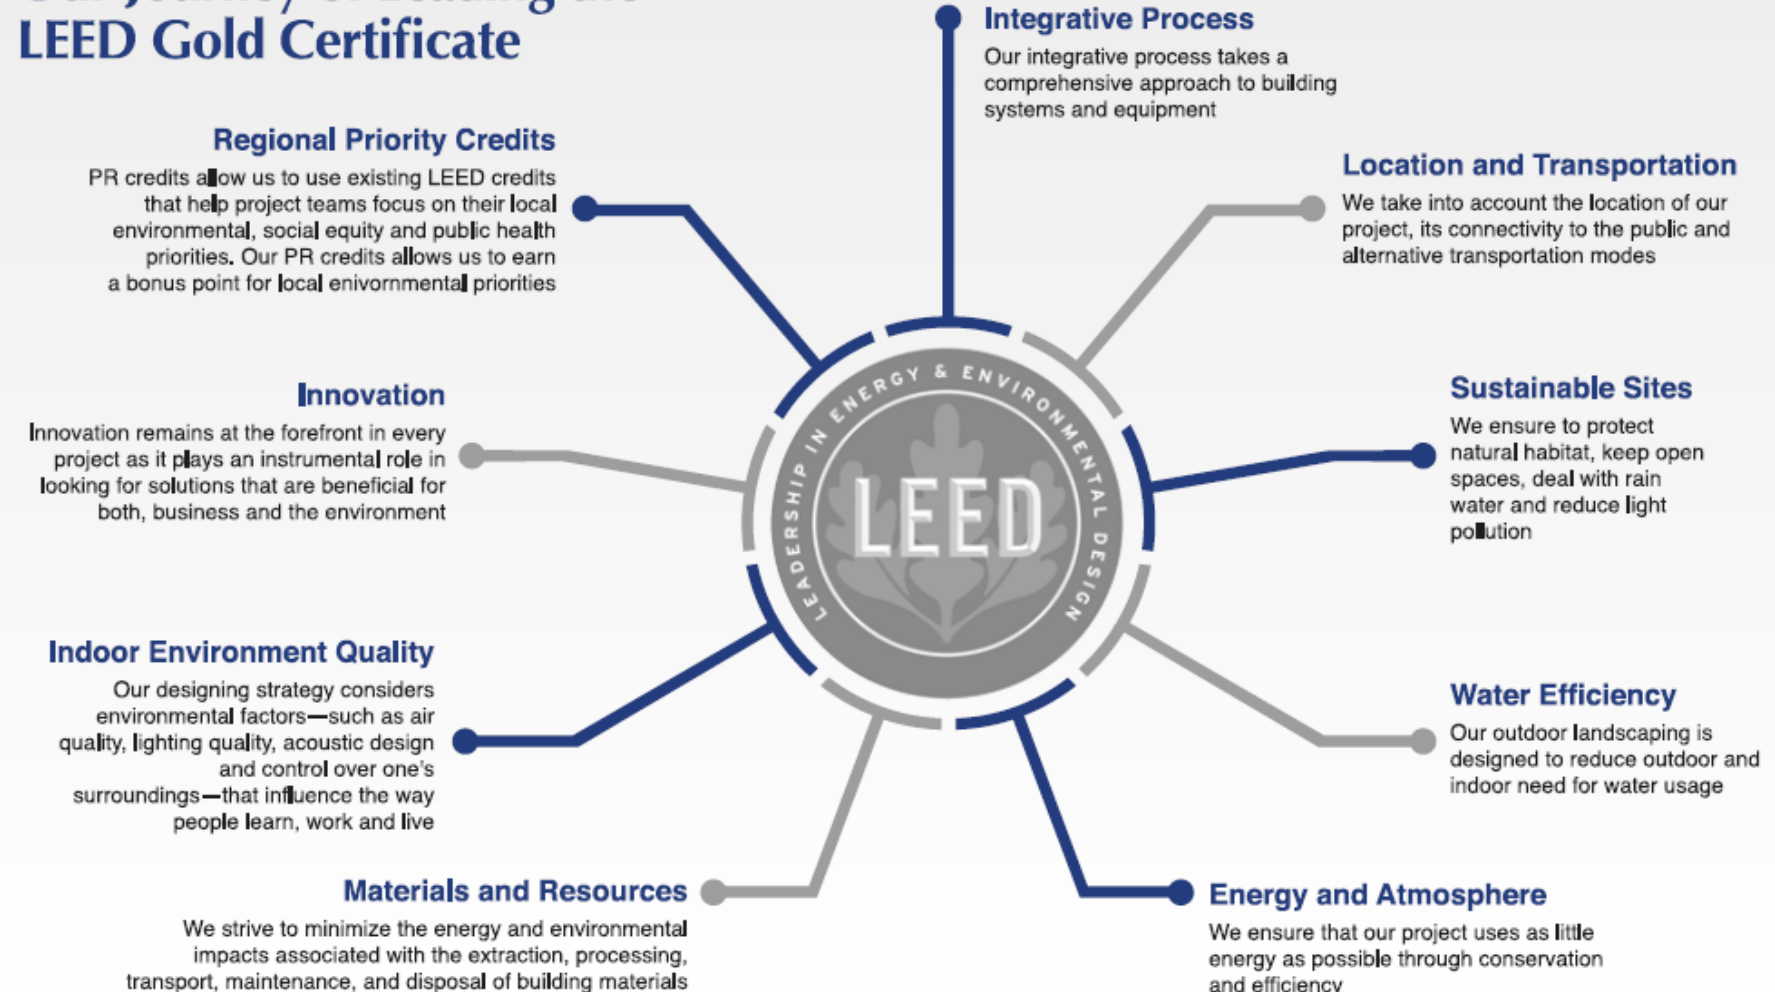 Our Journey of Leading the
LEED Gold Certificate
Integrative Process
Our integrative process takes a
comprehensive approach to building
systems and equipment
Location and Transportation
We take into account the location of our
project, its connectivity to the public and
alternative transportation modes
Sustainable Sites
We ensure to protect
natural habitat, keep open
spaces, deal with rain
water and reduce light
pollution
Water Efficiency
Our outdoor landscaping is
designed to reduce outdoor and
indoor need for water usage
Energy and Atmosphere
We ensure that our project uses as little
energy as possible through conservation
and efficiency
Materials and Resources
We strive to minimize the energy and environmental
impacts associated with the extraction, processing,
transport, maintenance, and disposal of building materials
Indoor Environment Quality
Our designing strategy considers
environmental factors—such as air
quality, lighting quality, acoustic design
and control over one's
surroundings—that influence the way
people learn, work and live
Innovation
Innovation remains at the forefront in every
project as it plays an instrumental role in
looking for solutions that are beneficial for
both, business and the environment
Regional Priority Credits
PR credits allow us to use existing LEED credits
that help project teams focus on their local
environmental, social equity and public health
priorities. Our PR credits allows us to earn
a bonus point for local enivornmental priorities
LEADERSHIP IN ENERGY & ENVIRONMENTAL DESIGN
LEED